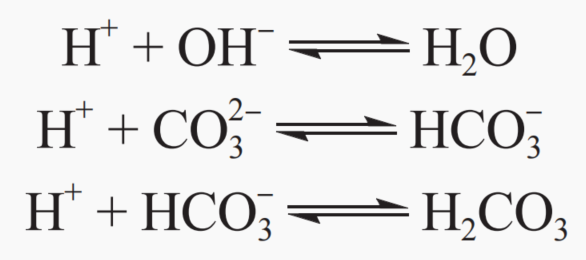 H⁺ + OH⁻ ⇌ H₂O
H⁺ + CO₃²⁻ ⇌ HCO₃⁻
H⁺ + HCO₃⁻ ⇌ H₂CO₃